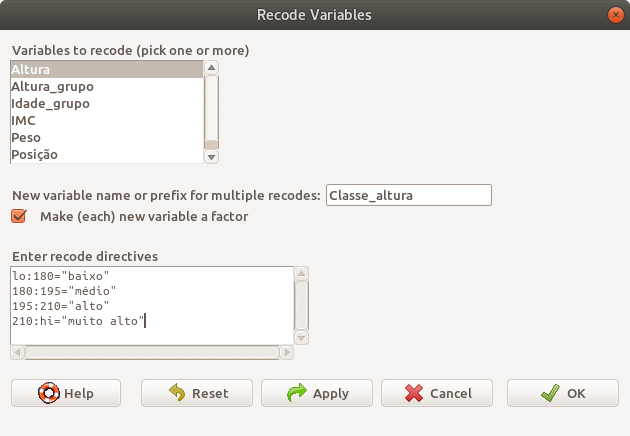 Recode Variables
Variables to recode (pick one or more)
Altura
Altura_grupo
Idade_grupo
IMC
Peso
Posição
New variable name or prefix for multiple recodes: Classe_altura
Make (each) new variable a factor
Enter recode directives
lo:180="baixo"
180:195="médio"
195:210="alto"
210:hi="muito alto"
Help Reset Apply Cancel OK